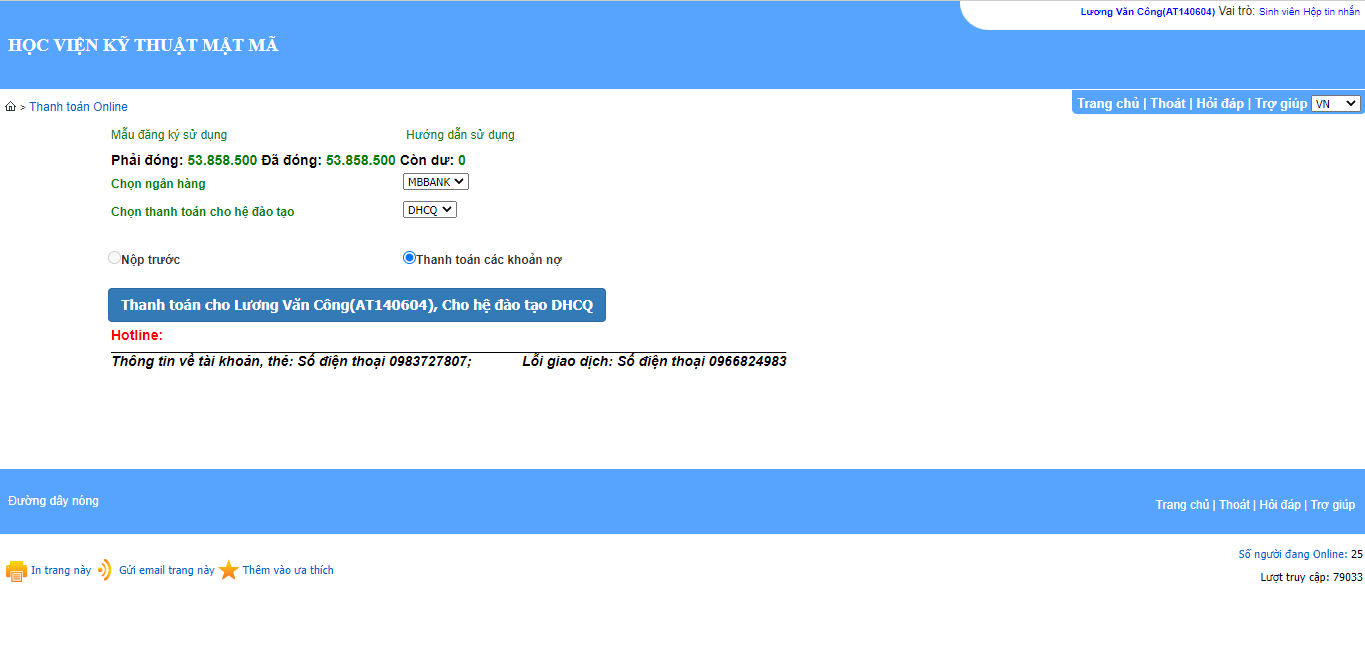 Lương Văn Công(AT140604) Vai trò: Sinh viên Hộp tin nhắn
HỌC VIỆN KỸ THUẬT MẬT MÃ
> Thanh toán Online
Trang chủ | Thoát | Hỏi đáp | Trợ giúp VN
Mẫu đăng ký sử dụng Hướng dẫn sử dụng
Phải đóng: 53.858.500 Đã đóng: 53.858.500 Còn dư: 0
Chọn ngân hàng MBBANK
Chọn thanh toán cho hệ đào tạo DHCQ
Nộp trước Thanh toán các khoản nợ
Thanh toán cho Lương Văn Công(AT140604), Cho hệ đào tạo DHCQ
Hotline:
Thông tin về tài khoản, thẻ: Số điện thoại 0983727807; Lỗi giao dịch: Số điện thoại 0966824983
Đường dây nóng
Trang chủ | Thoát | Hỏi đáp | Trợ giúp
Số người đang Online: 25
In trang này Gửi email trang này Thêm vào ưa thích
Lượt truy cập: 79033